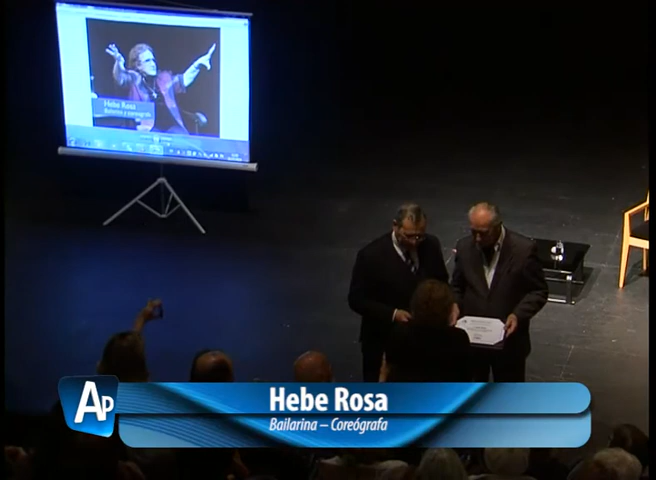 Hebe Rosa
Bailarina y coreógrafa
AP
Hebe Rosa
Bailarina – Coreógrafa